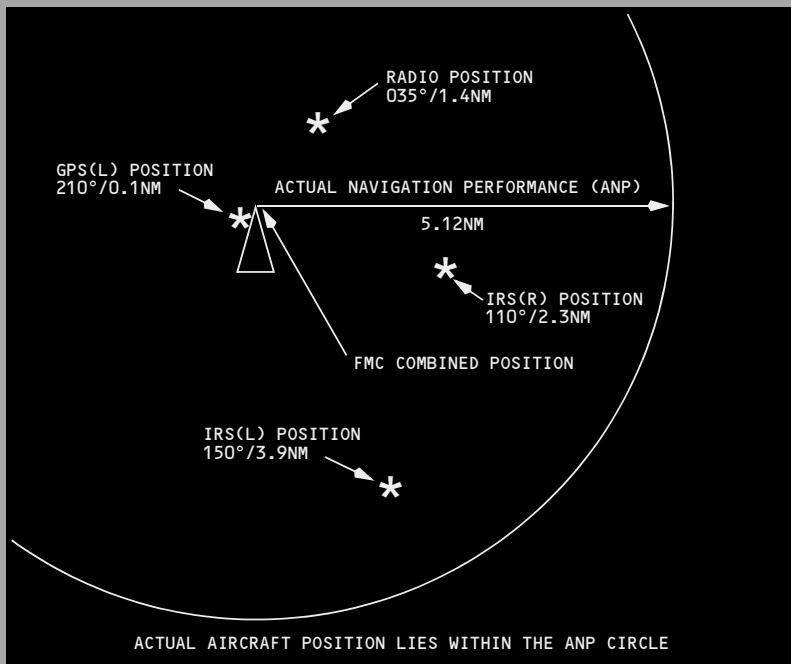 RADIO POSITION
035°/1.4NM
GPS(L) POSITION
210°/0.1NM
ACTUAL NAVIGATION PERFORMANCE (ANP)
5.12NM
IRS(R) POSITION
110°/2.3NM
FMC COMBINED POSITION
IRS(L) POSITION
150°/3.9NM
ACTUAL AIRCRAFT POSITION LIES WITHIN THE ANP CIRCLE